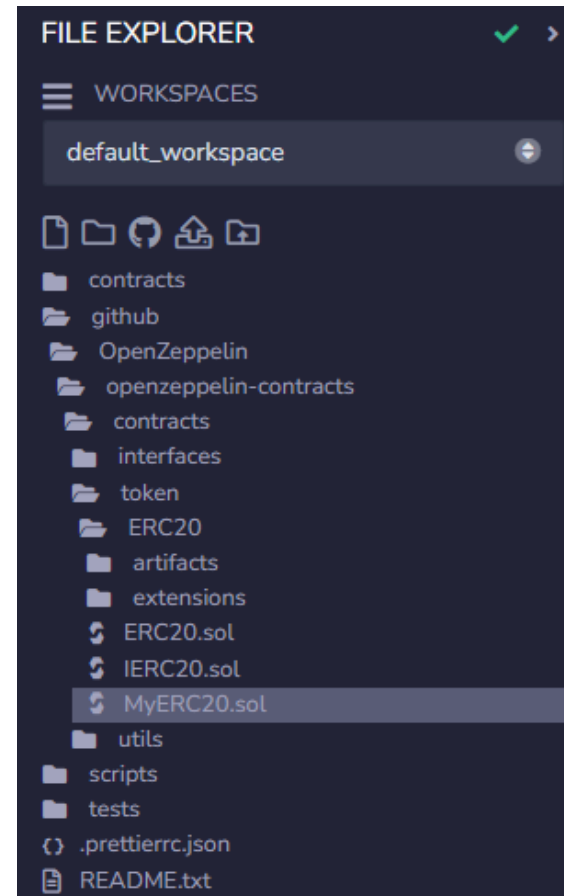 FILE EXPLORER
WORKSPACES
default_workspace
contracts
github
OpenZeppelin
openzeppelin-contracts
contracts
interfaces
token
ERC20
artifacts
extensions
ERC20.sol
IERC20.sol
MyERC20.sol
utils
scripts
tests
.prettierrc.json
README.txt